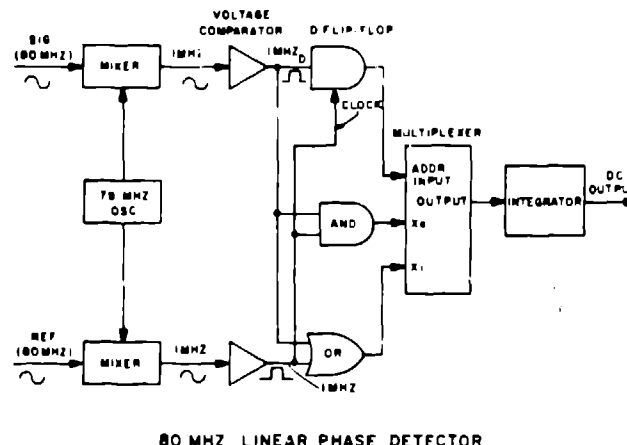 VOLTAGE
COMPARATOR
D FLIP-FLOP
SIG
(80 MHZ)
MIXER
1MHZ
1MHZ
D
CLOCK
MULTIPLEXER
ADDR
INPUT
OUTPUT
79 MHZ
OSC
AND
X0
X1
INTEGRATOR
DC
OUTPUT
REF
(80MHZ)
MIXER
1MHZ
OR
1MHZ
80 MHZ LINEAR PHASE DETECTOR